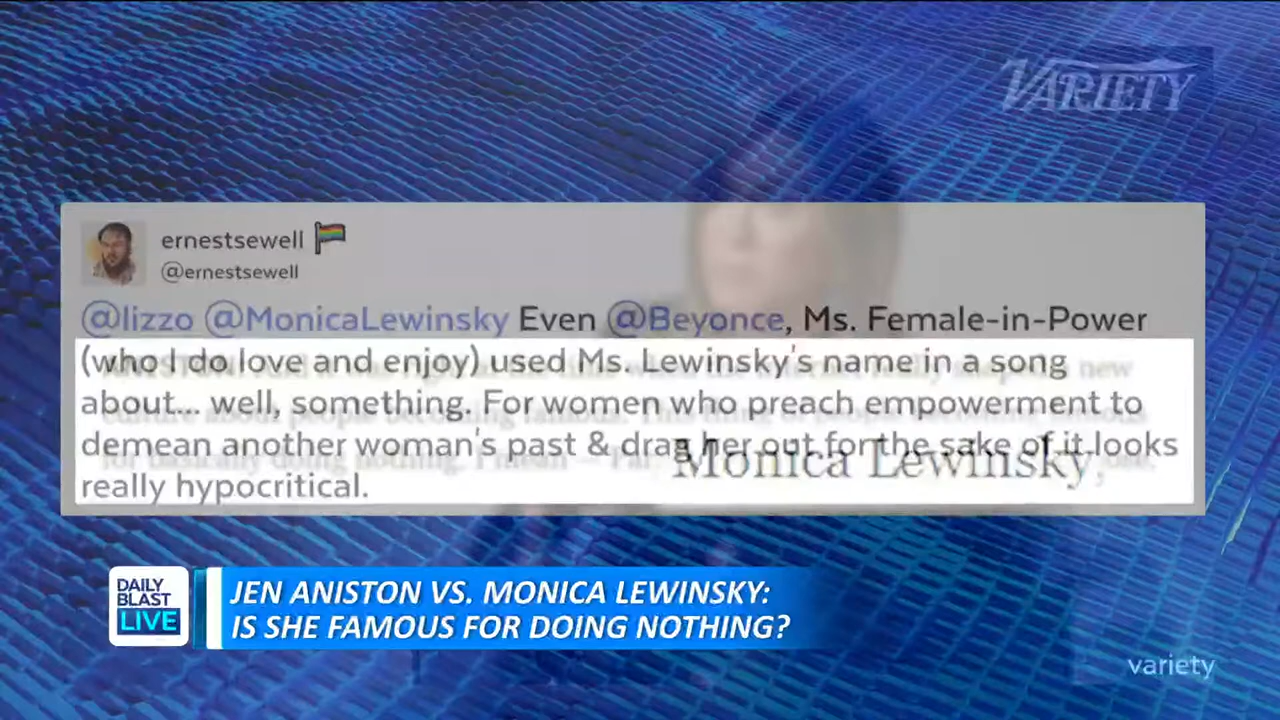 VARIETY
ernestsewell
@ernestsewell
@lizzo @MonicaLewinsky Even @Beyonce, Ms. Female-in-Power
(who I do love and enjoy) used Ms. Lewinsky's name in a song
about... well, something. For women who preach empowerment to
demean another woman's past & drag her out for the sake of it looks
Monica Lewinsky,
really hypocritical.
DAILY
BLAST
LIVE
JEN ANISTON VS. MONICA LEWINSKY:
IS SHE FAMOUS FOR DOING NOTHING?
variety